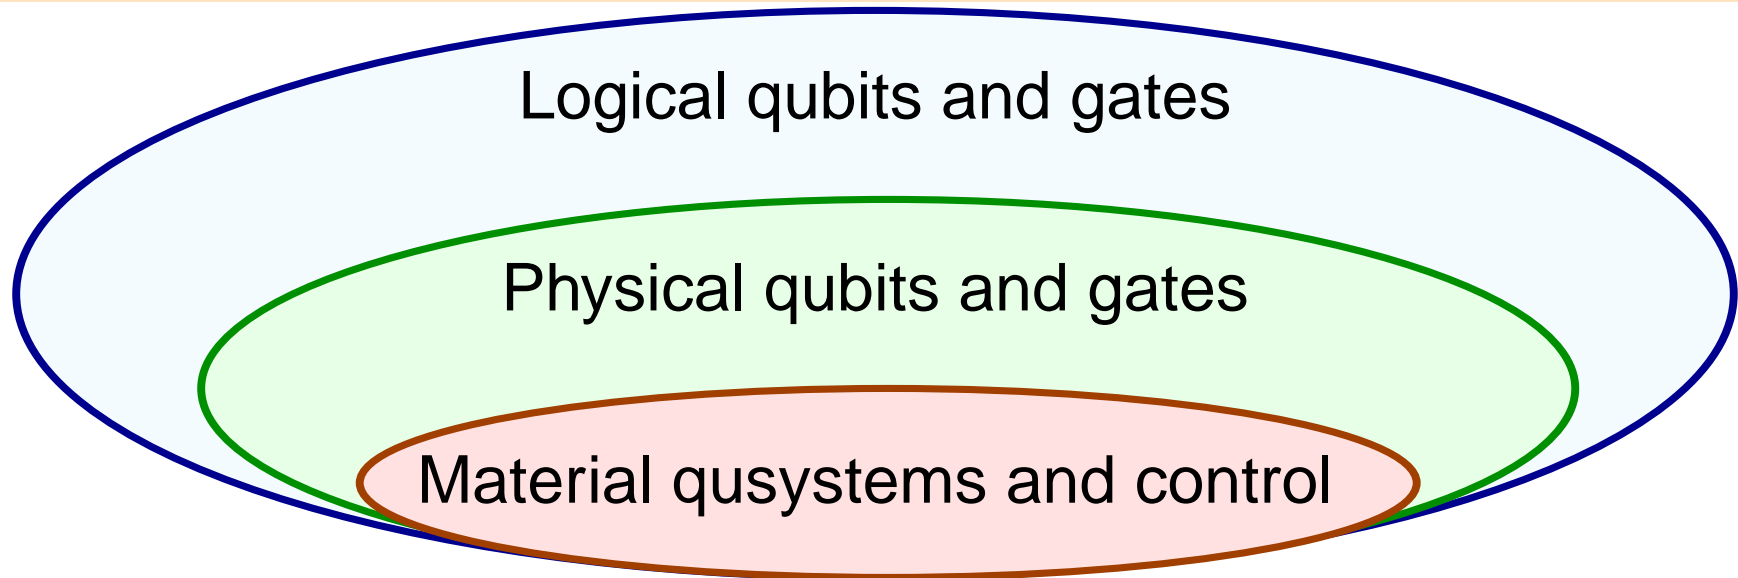 Logical qubits and gates
Physical qubits and gates
Material qusystems and control